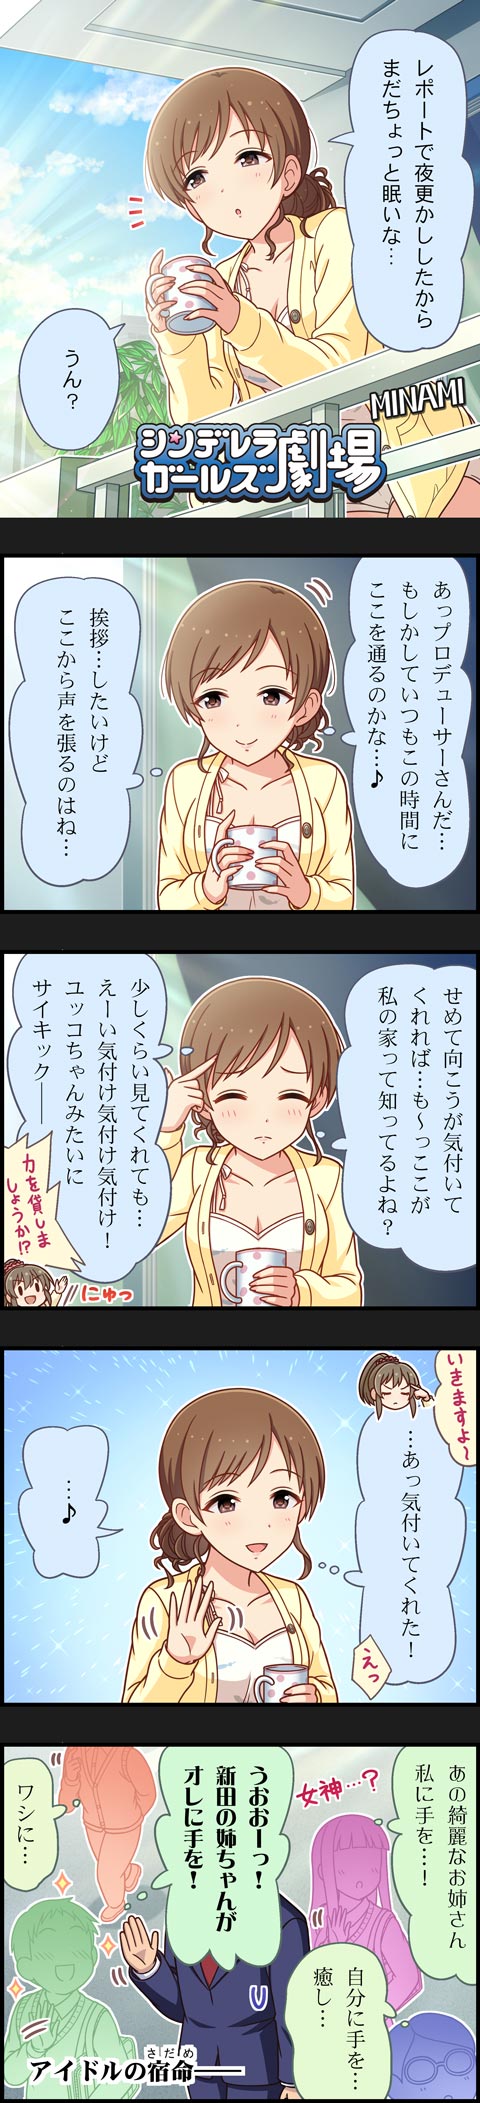 レポートで夜更かししたから
まだちょっと眠いな…
うん?
MINAMI
シンデレラ
ガールズ劇場
あっプロデューサーさんだ…
もしかしていつもこの時間に
ここを通るのかな…♪
挨拶…したいけど
ここから声を張るのはね…
せめて向こうが気付いて
くれれば…も〜っここが
私の家って知ってるよね?
少しくらい見てくれても…
えーい気付け気付け気付け!
ユッコちゃんみたいに
サイキック――
力を貸しま
しょうか!?
にゅっ
いきますよ〜
…あっ気付いてくれた!
えっ
…♪
あの綺麗なお姉さん
私に手を…!
女神…?
うおおーっ!
新田の姉ちゃんが
オレに手を!
ワシに…
自分に手を…
癒し…
アイドルの宿命――
さだめ